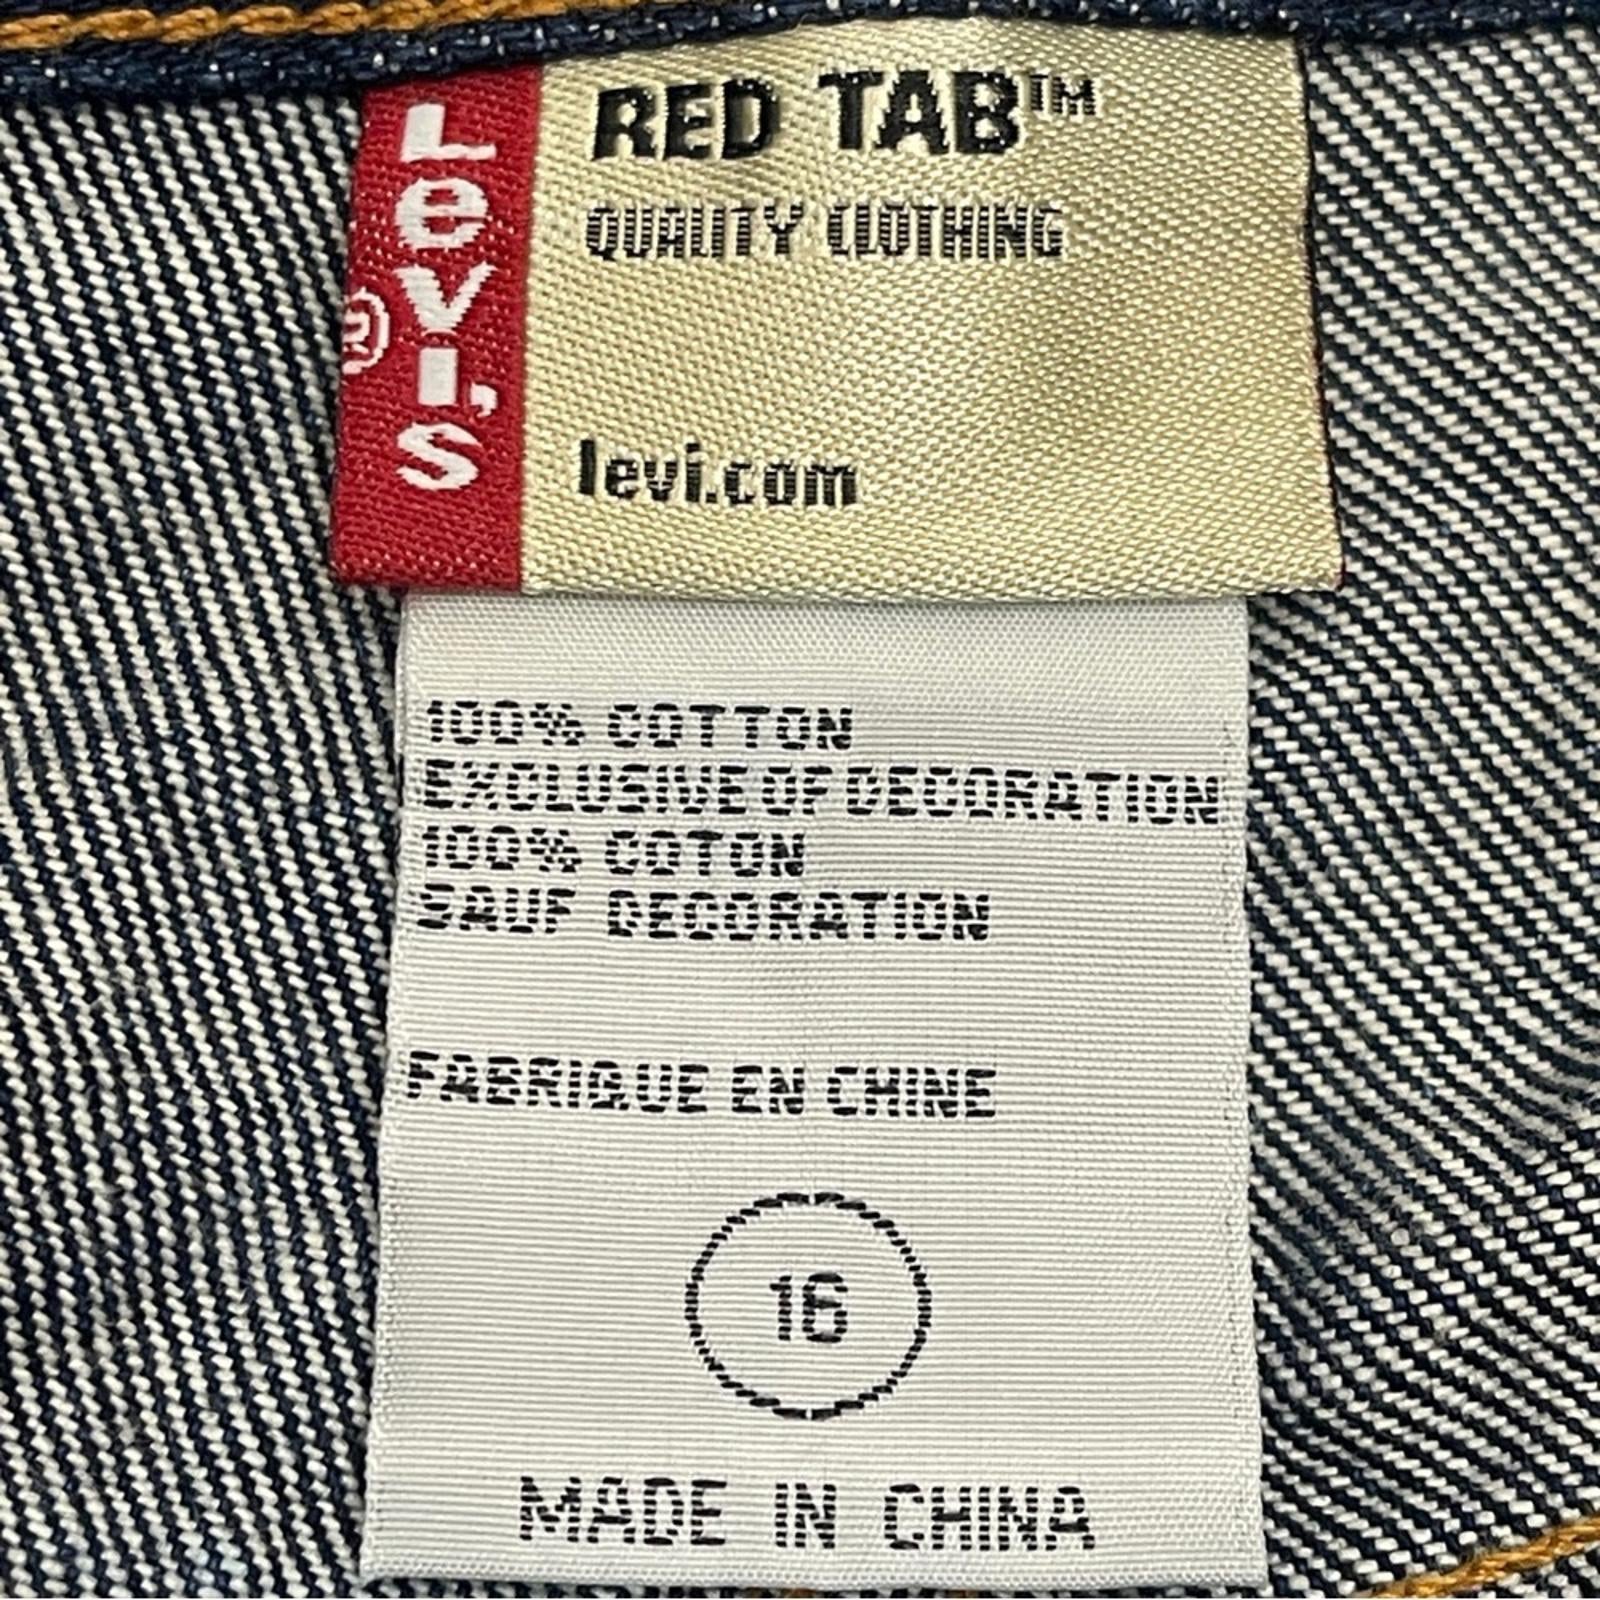 Levi's®
RED TAB™
QUALITY CLOTHING
levi.com
100% COTTON
EXCLUSIVE OF DECORATION
100% COTON
SAUF DECORATION
FABRIQUE EN CHINE
16
MADE IN CHINA